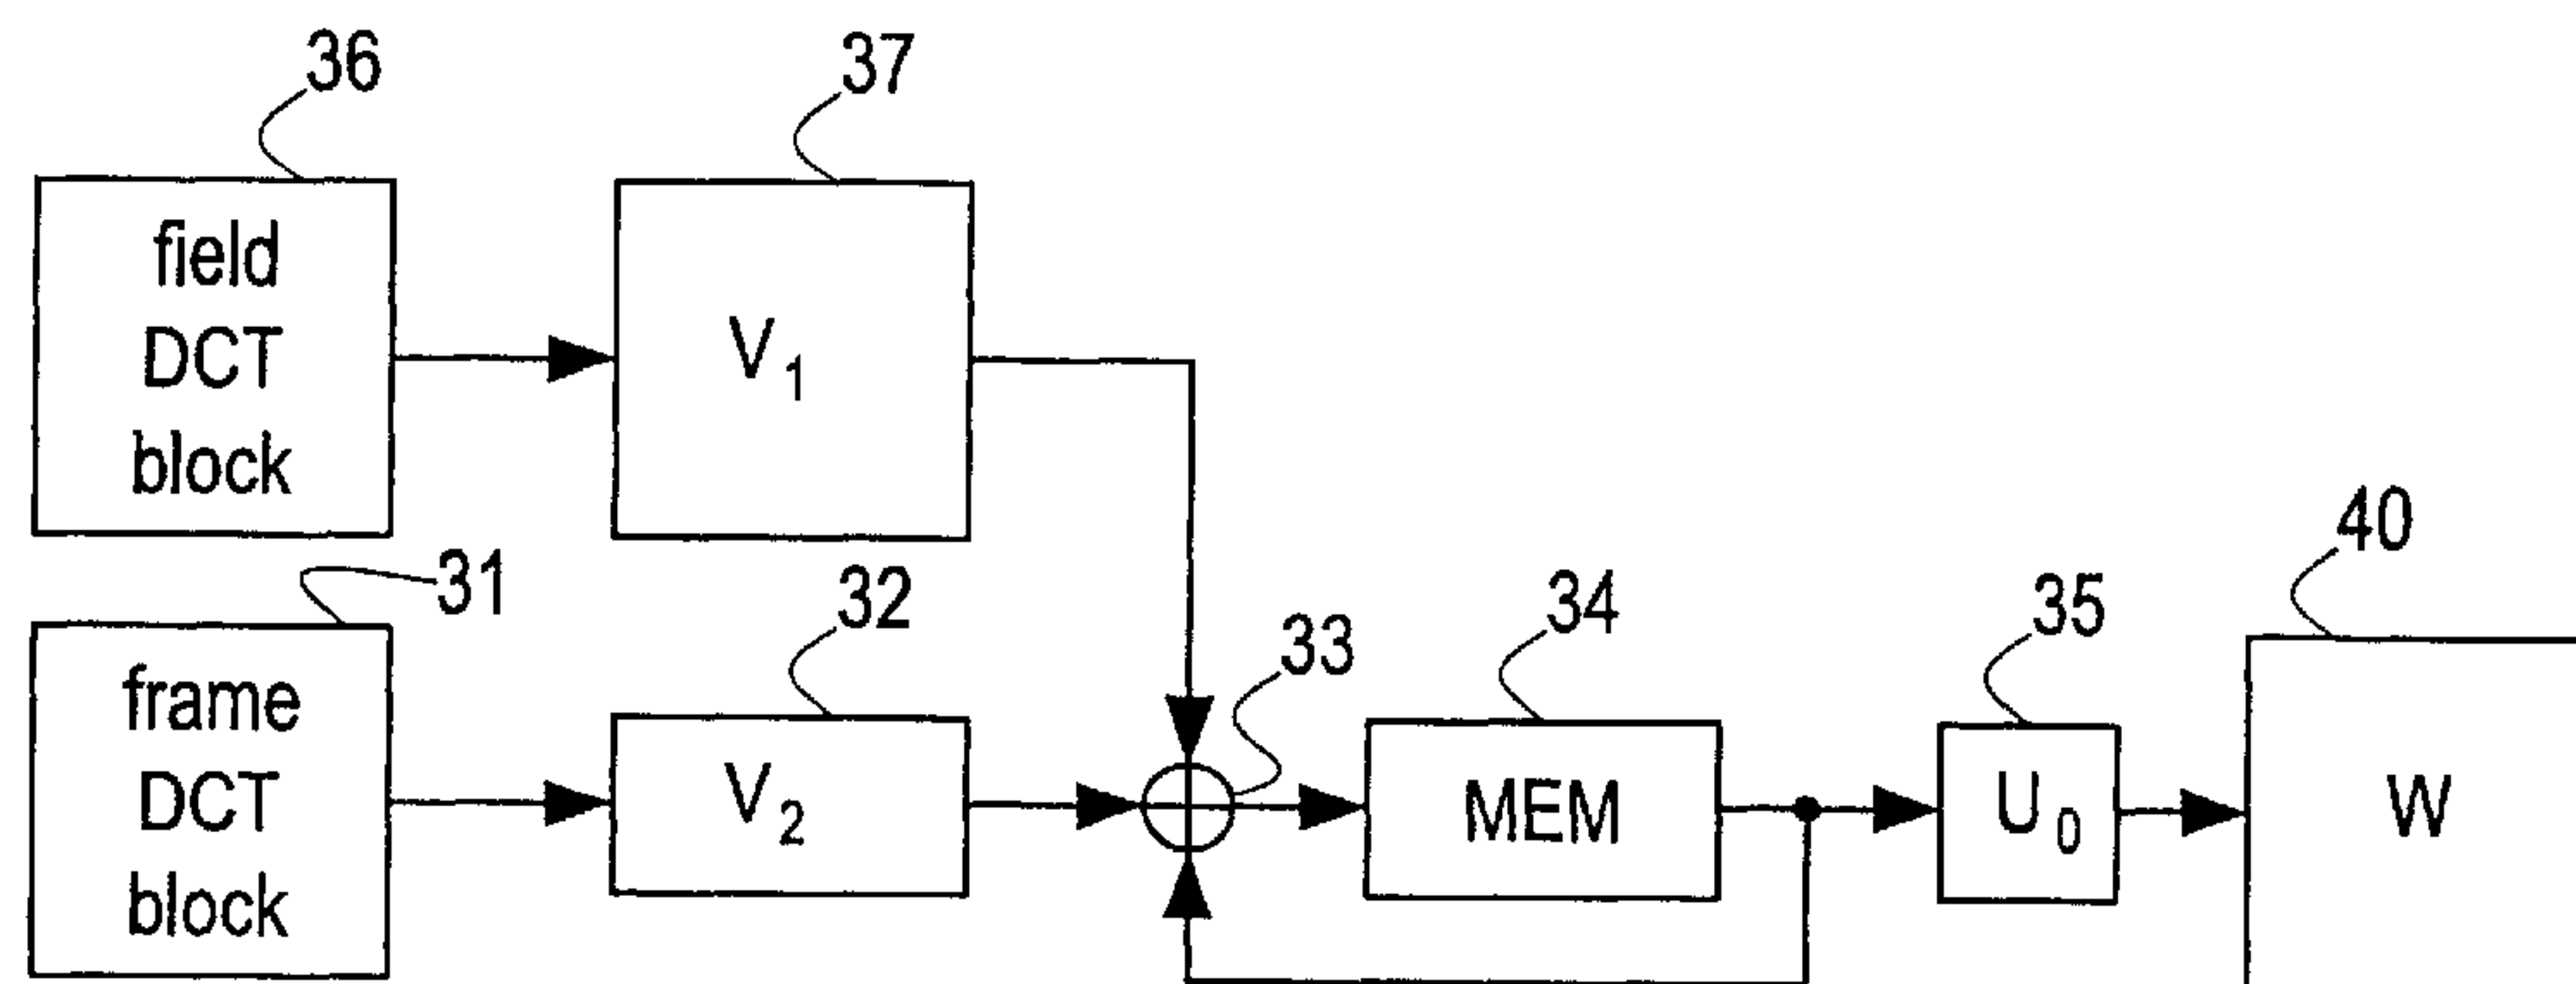 36
37
field
DCT
block
V₁
31
32
33
34
35
40
frame
DCT
block
V₂
MEM
U₀
W